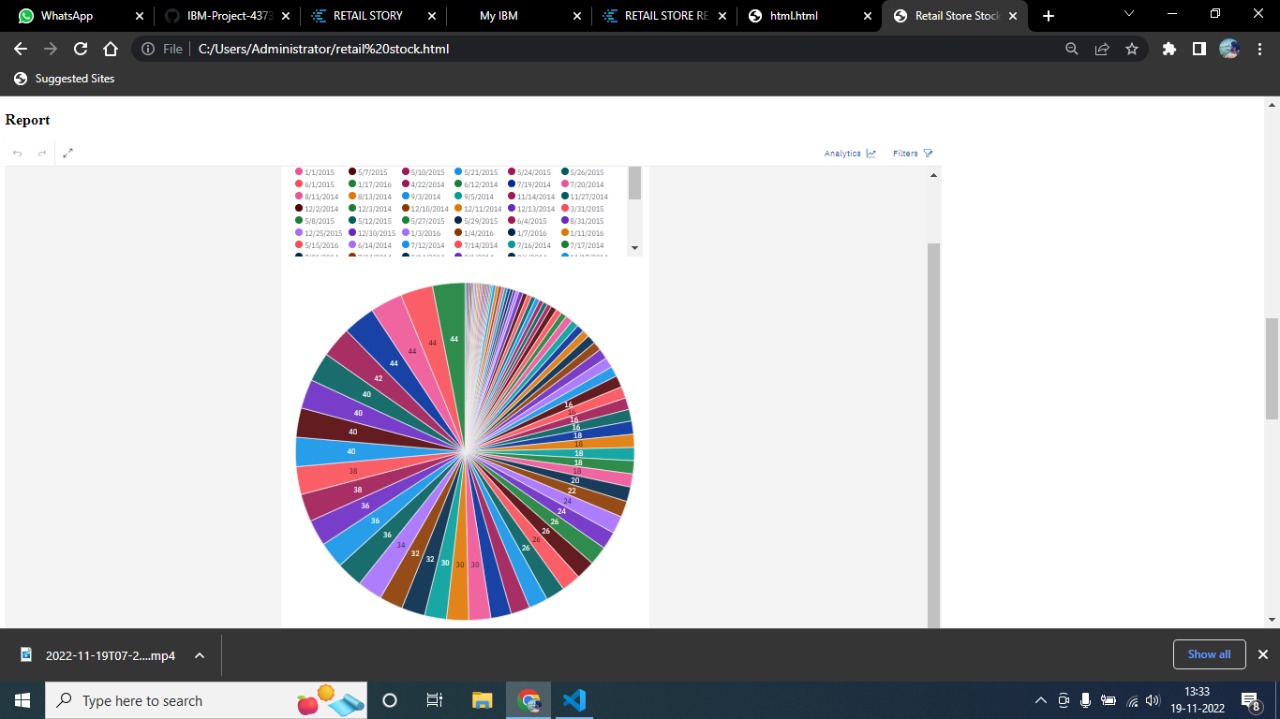 WhatsApp
IBM-Project-4373
RETAIL STORY
My IBM
RETAIL STORE RE
html.html
Retail Store Stock
File C:/Users/Administrator/retail%20stock.html
Suggested Sites
Report
Analytics Filters
1/1/2015 5/7/2015 5/10/2015 5/21/2015 5/24/2015 5/26/2015
6/1/2015 1/17/2016 4/22/2014 6/12/2014 7/19/2014 7/20/2014
8/11/2014 8/13/2014 9/3/2014 9/5/2014 11/14/2014 11/27/2014
12/2/2014 12/3/2014 12/10/2014 12/11/2014 12/13/2014 3/31/2015
5/8/2015 5/12/2015 5/27/2015 5/29/2015 6/4/2015 8/31/2015
12/25/2015 12/30/2015 1/3/2016 1/4/2016 1/7/2016 1/11/2016
5/15/2016 6/14/2014 7/12/2014 7/14/2014 7/16/2014 7/17/2014
44
44
44
44
42
40
40
40
40
38
38
36
36
36
34
32
32
30
30
30
26
26
26
26
24
24
22
20
18
18
18
18
18
16
16
16
16
2022-11-19T07-2....mp4
Show all
Type here to search
13:33
19-11-2022
8